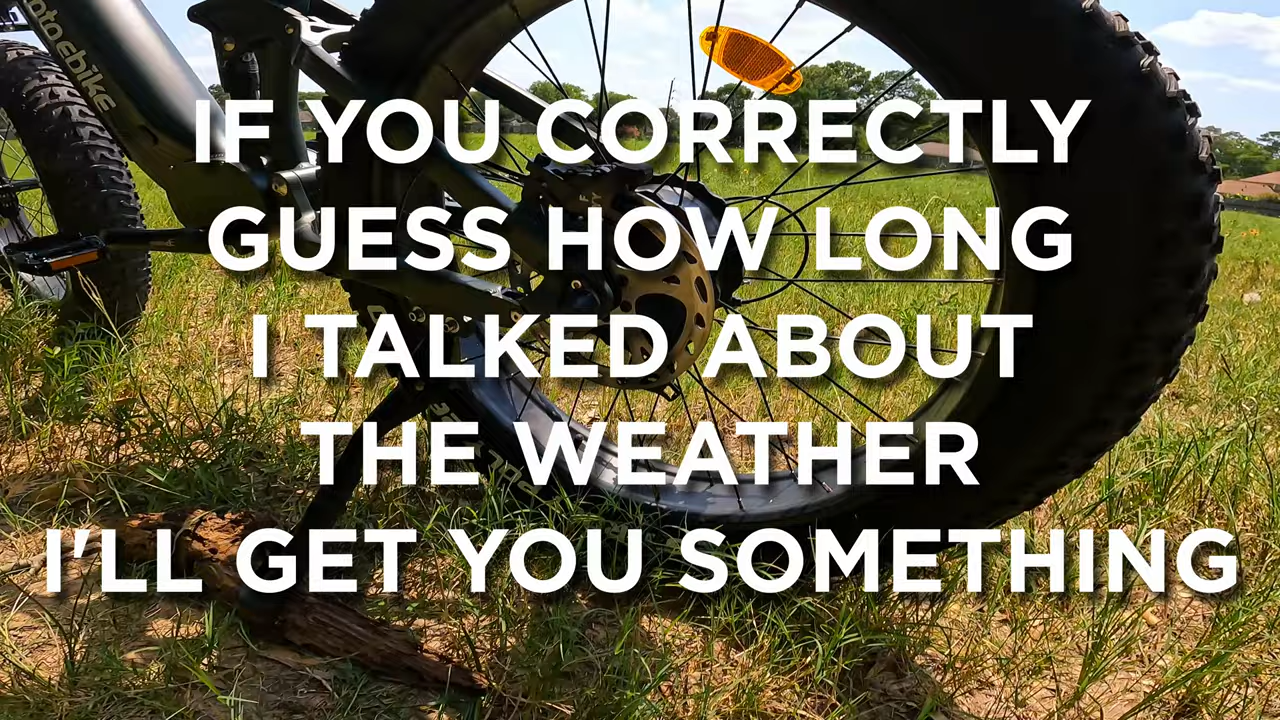 IF YOU CORRECTLY
GUESS HOW LONG
I TALKED ABOUT
THE WEATHER
I'LL GET YOU SOMETHING